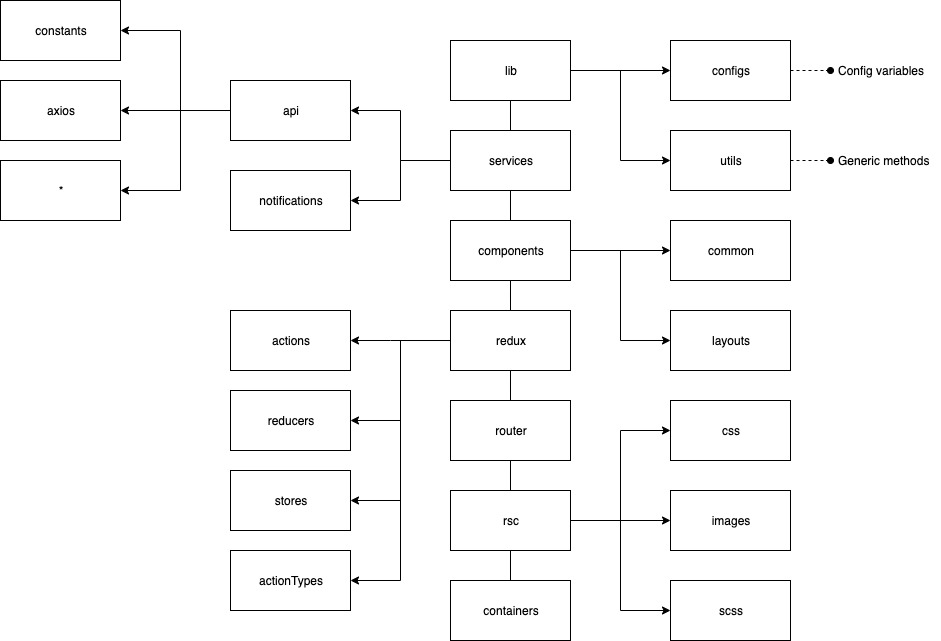 constants
lib
configs
Config variables
axios
api
*
services
utils
Generic methods
notifications
components
common
actions
redux
layouts
reducers
router
css
stores
rsc
images
actionTypes
containers
scss